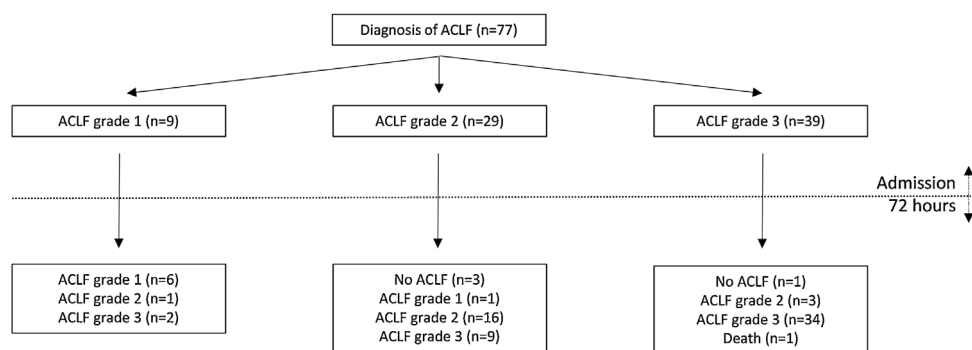 Diagnosis of ACLF (n=77)
ACLF grade 1 (n=9)
ACLF grade 2 (n=29)
ACLF grade 3 (n=39)
Admission
72 hours
ACLF grade 1 (n=6)
ACLF grade 2 (n=1)
ACLF grade 3 (n=2)
No ACLF (n=3)
ACLF grade 1 (n=1)
ACLF grade 2 (n=16)
ACLF grade 3 (n=9)
No ACLF (n=1)
ACLF grade 2 (n=3)
ACLF grade 3 (n=34)
Death (n=1)